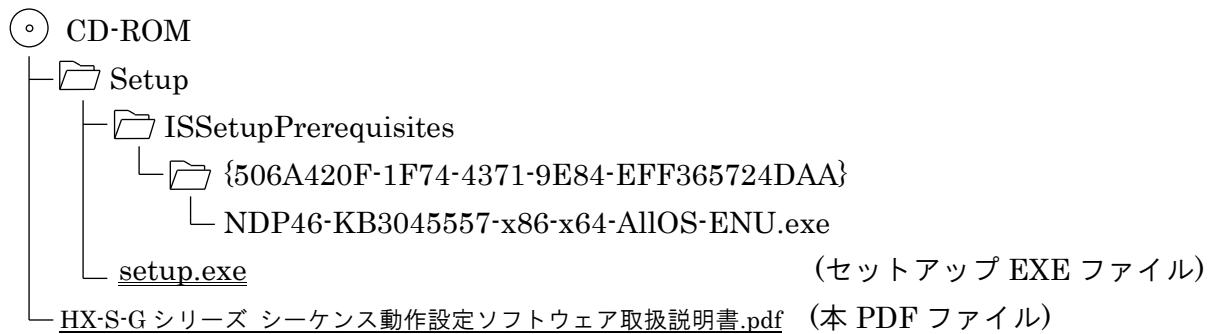 CD-ROM
Setup
ISSetupPrerequisites
{506A420F-1F74-4371-9E84-EFF365724DAA}
NDP46-KB3045557-x86-x64-AllOS-ENU.exe
setup.exe (セットアップ EXE ファイル)
HX-S-G シリーズ シーケンス動作設定ソフトウェア取扱説明書.pdf (本 PDF ファイル)